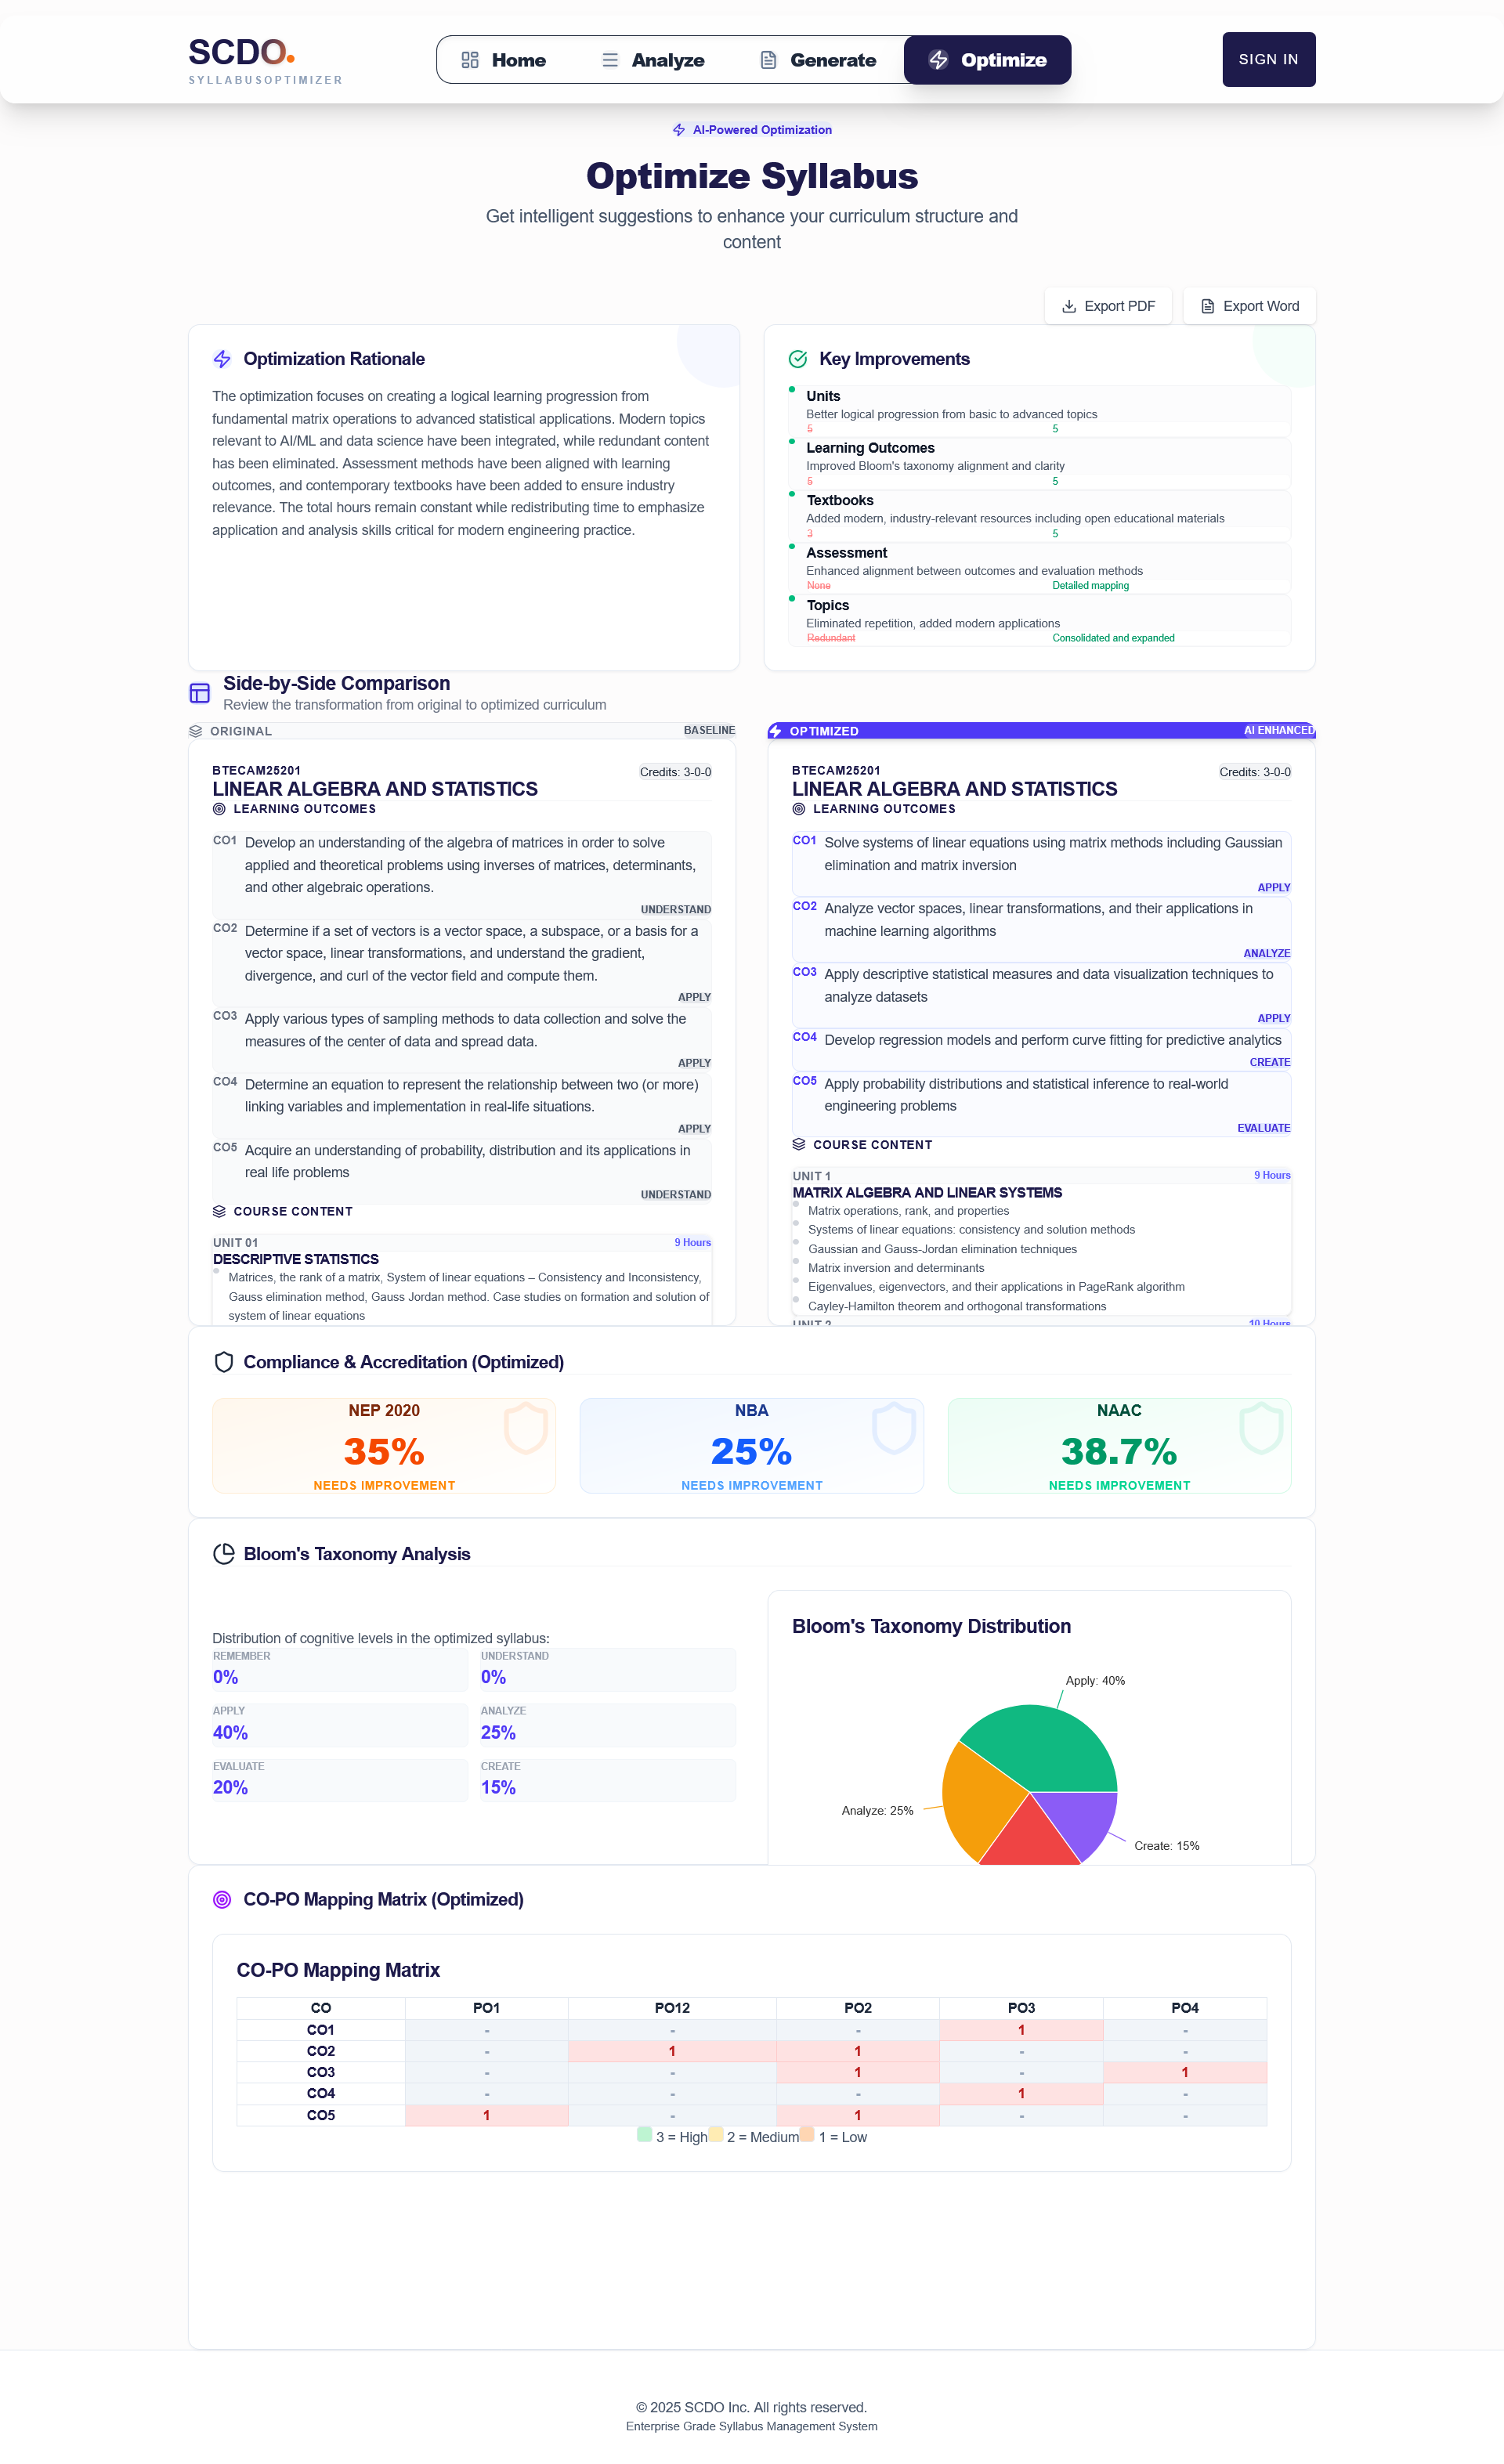 SCDO.
SYLLABUSOPTIMIZER
Home
Analyze
Generate
Optimize
SIGN IN
AI-Powered Optimization
Optimize Syllabus
Get intelligent suggestions to enhance your curriculum structure and
content
Export PDF
Export Word
Optimization Rationale
The optimization focuses on creating a logical learning progression from
fundamental matrix operations to advanced statistical applications. Modern topics
relevant to AI/ML and data science have been integrated, while redundant content
has been eliminated. Assessment methods have been aligned with learning
outcomes, and contemporary textbooks have been added to ensure industry
relevance. The total hours remain constant while redistributing time to emphasize
application and analysis skills critical for modern engineering practice.
Key Improvements
Units
Better logical progression from basic to advanced topics
5 5
Learning Outcomes
Improved Bloom's taxonomy alignment and clarity
5 5
Textbooks
Added modern, industry-relevant resources including open educational materials
3 5
Assessment
Enhanced alignment between outcomes and evaluation methods
None Detailed mapping
Topics
Eliminated repetition, added modern applications
Redundant Consolidated and expanded
Side-by-Side Comparison
Review the transformation from original to optimized curriculum
ORIGINAL BASELINE
BTECAM25201
Credits: 3-0-0
LINEAR ALGEBRA AND STATISTICS
LEARNING OUTCOMES
CO1 Develop an understanding of the algebra of matrices in order to solve
applied and theoretical problems using inverses of matrices, determinants,
and other algebraic operations.
UNDERSTAND
CO2 Determine if a set of vectors is a vector space, a subspace, or a basis for a
vector space, linear transformations, and understand the gradient,
divergence, and curl of the vector field and compute them.
APPLY
CO3 Apply various types of sampling methods to data collection and solve the
measures of the center of data and spread data.
APPLY
CO4 Determine an equation to represent the relationship between two (or more)
linking variables and implementation in real-life situations.
APPLY
CO5 Acquire an understanding of probability, distribution and its applications in
real life problems
UNDERSTAND
COURSE CONTENT
UNIT 01 9 Hours
DESCRIPTIVE STATISTICS
Matrices, the rank of a matrix, System of linear equations – Consistency and Inconsistency,
Gauss elimination method, Gauss Jordan method. Case studies on formation and solution of
system of linear equations
OPTIMIZED AI ENHANCED
BTECAM25201
Credits: 3-0-0
LINEAR ALGEBRA AND STATISTICS
LEARNING OUTCOMES
CO1 Solve systems of linear equations using matrix methods including Gaussian
elimination and matrix inversion
APPLY
CO2 Analyze vector spaces, linear transformations, and their applications in
machine learning algorithms
ANALYZE
CO3 Apply descriptive statistical measures and data visualization techniques to
analyze datasets
APPLY
CO4 Develop regression models and perform curve fitting for predictive analytics
CREATE
CO5 Apply probability distributions and statistical inference to real-world
engineering problems
EVALUATE
COURSE CONTENT
UNIT 1 9 Hours
MATRIX ALGEBRA AND LINEAR SYSTEMS
Matrix operations, rank, and properties
Systems of linear equations: consistency and solution methods
Gaussian and Gauss-Jordan elimination techniques
Matrix inversion and determinants
Eigenvalues, eigenvectors, and their applications in PageRank algorithm
Cayley-Hamilton theorem and orthogonal transformations
UNIT 2 10 Hours
Compliance & Accreditation (Optimized)
NEP 2020
35%
NEEDS IMPROVEMENT
NBA
25%
NEEDS IMPROVEMENT
NAAC
38.7%
NEEDS IMPROVEMENT
Bloom's Taxonomy Analysis
Distribution of cognitive levels in the optimized syllabus:
REMEMBER
0%
UNDERSTAND
0%
APPLY
40%
ANALYZE
25%
EVALUATE
20%
CREATE
15%
Bloom's Taxonomy Distribution
Apply: 40%
Analyze: 25%
Create: 15%
CO-PO Mapping Matrix (Optimized)
CO-PO Mapping Matrix
CO PO1 PO12 PO2 PO3 PO4
CO1 - - - 1 -
CO2 - 1 1 - -
CO3 - - 1 - 1
CO4 - - - 1 -
CO5 1 - 1 - -
3 = High 2 = Medium 1 = Low
© 2025 SCDO Inc. All rights reserved.
Enterprise Grade Syllabus Management System